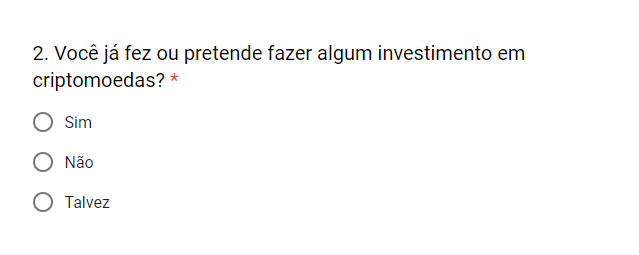 2. Você já fez ou pretende fazer algum investimento em
criptomoedas? *
Sim
Não
Talvez